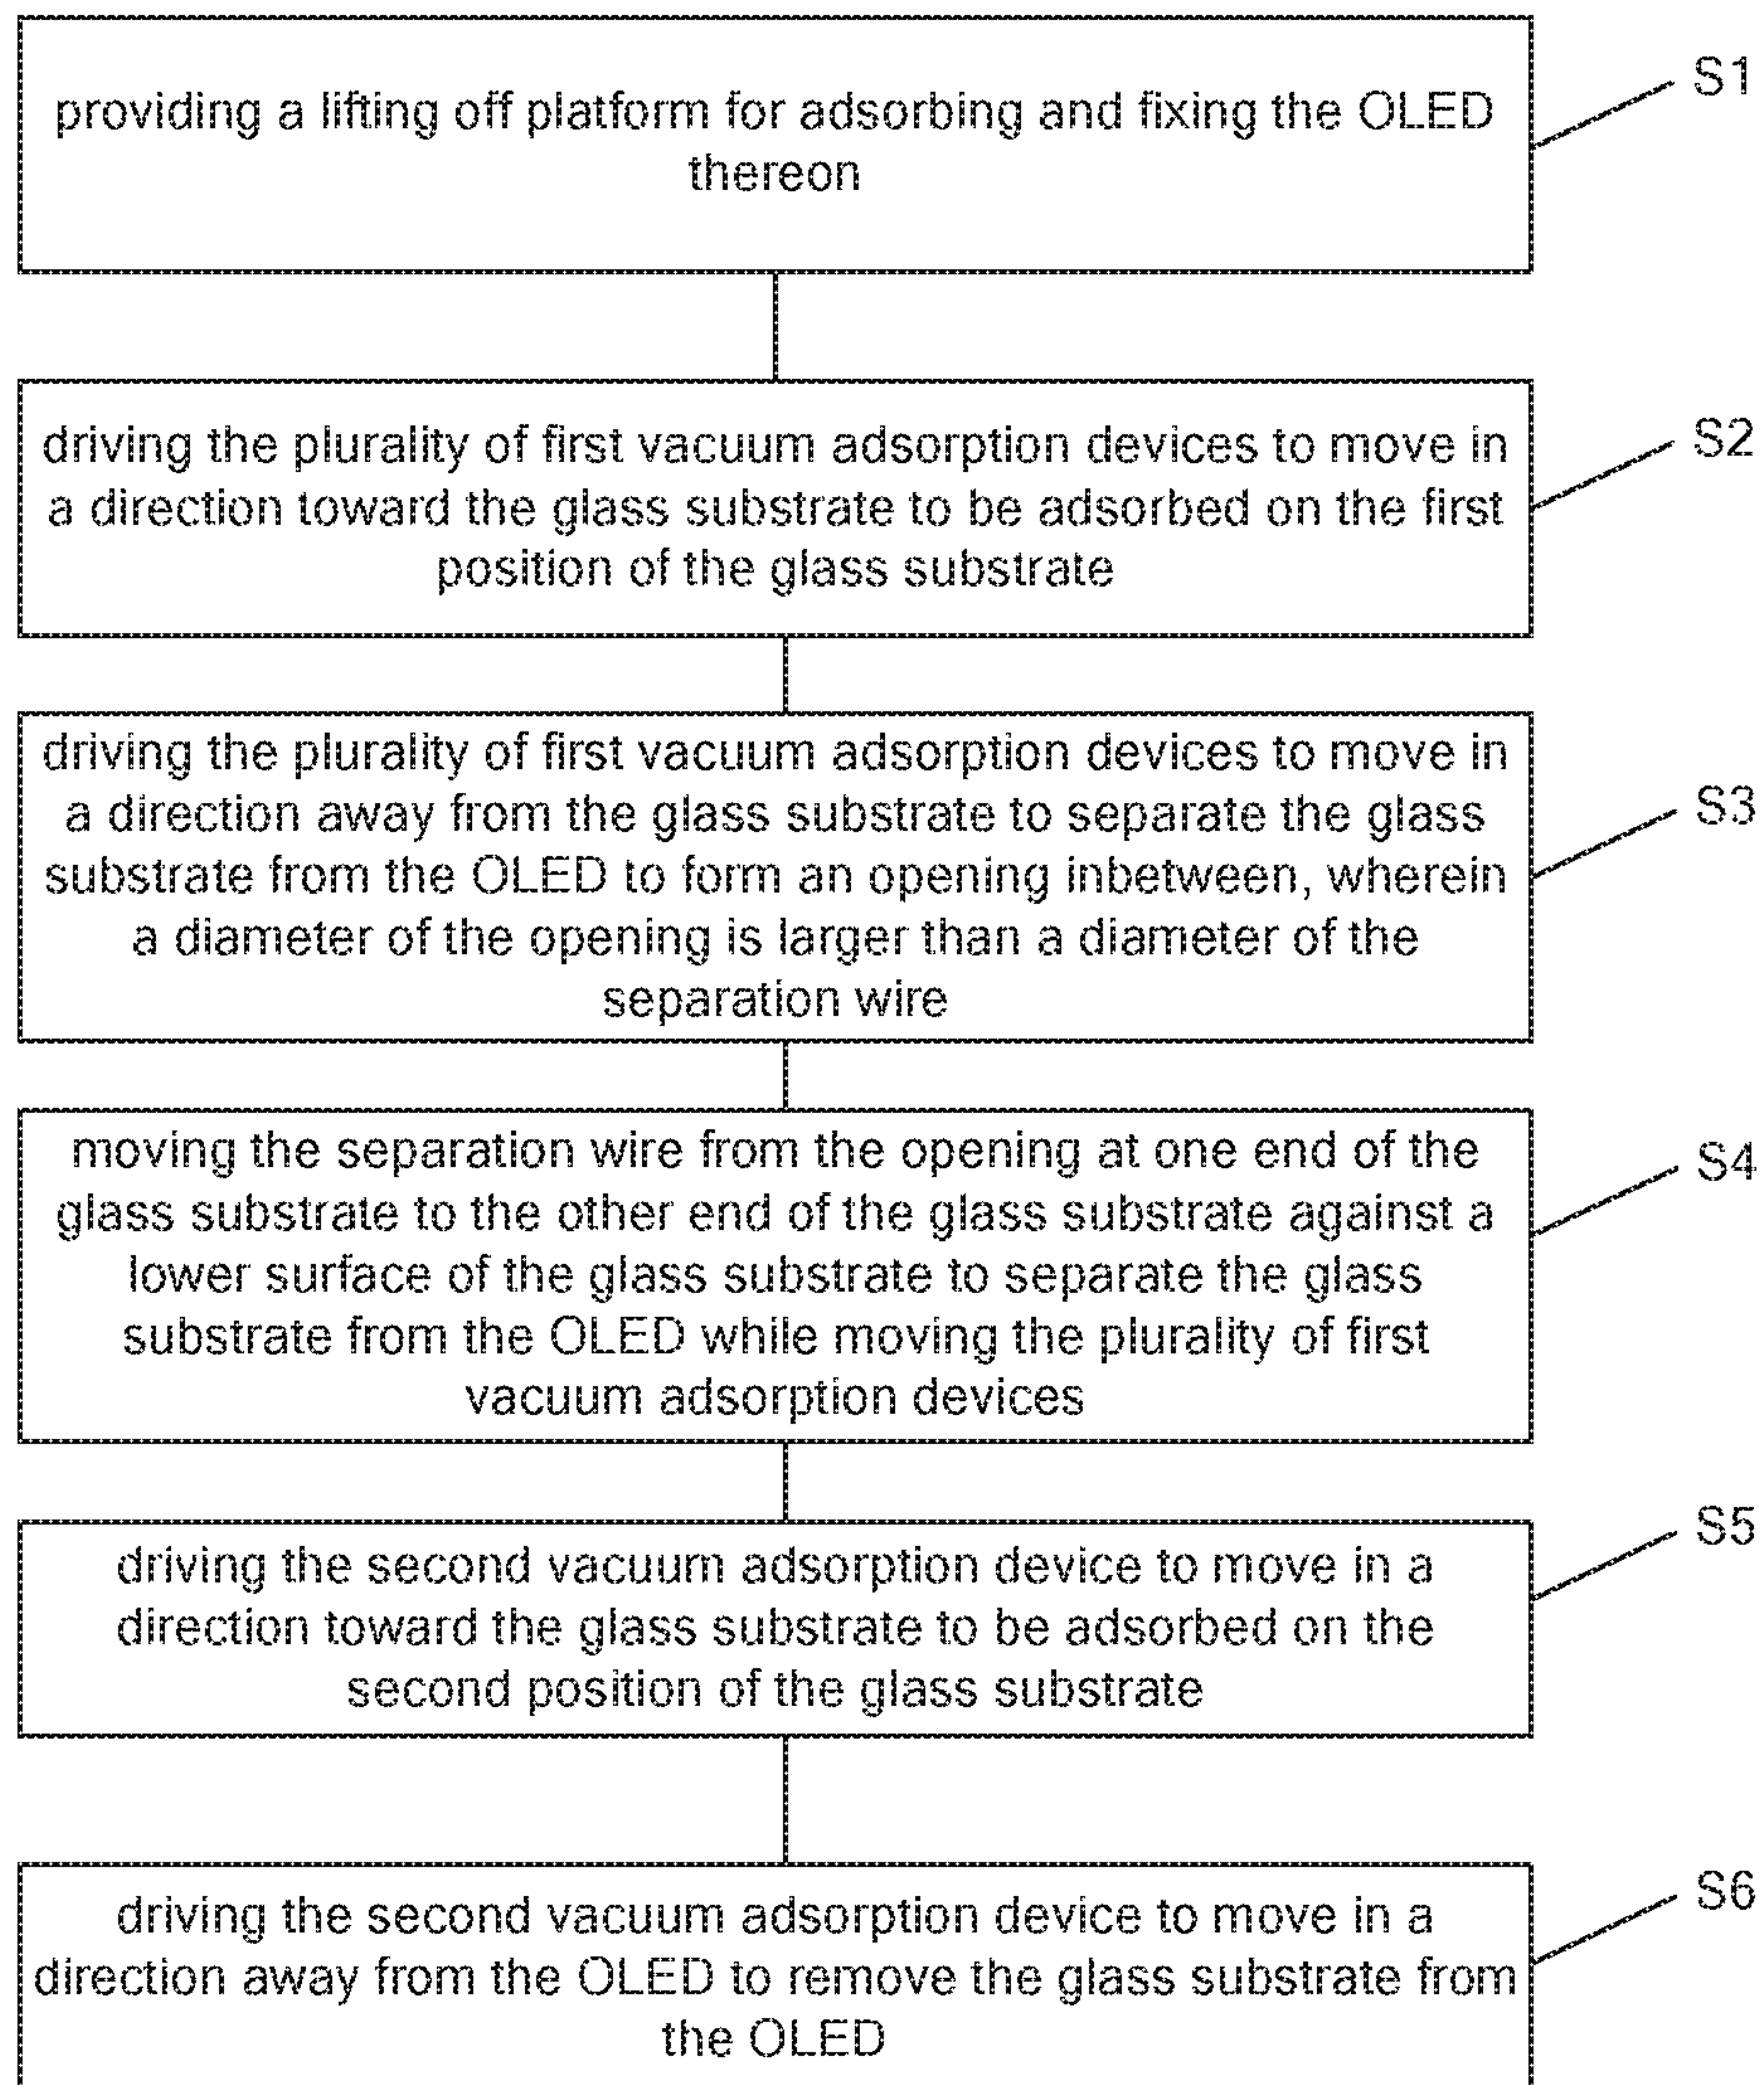 providing a lifting off platform for adsorbing and fixing the OLED
thereon
S1
driving the plurality of first vacuum adsorption devices to move in
a direction toward the glass substrate to be adsorbed on the first
position of the glass substrate
S2
driving the plurality of first vacuum adsorption devices to move in
a direction away from the glass substrate to separate the glass
substrate from the OLED to form an opening inbetween, wherein
a diameter of the opening is larger than a diameter of the
separation wire
S3
moving the separation wire from the opening at one end of the
glass substrate to the other end of the glass substrate against a
lower surface of the glass substrate to separate the glass
substrate from the OLED while moving the plurality of first
vacuum adsorption devices
S4
driving the second vacuum adsorption device to move in a
direction toward the glass substrate to be adsorbed on the
second position of the glass substrate
S5
driving the second vacuum adsorption device to move in a
direction away from the OLED to remove the glass substrate from
the OLED
S6